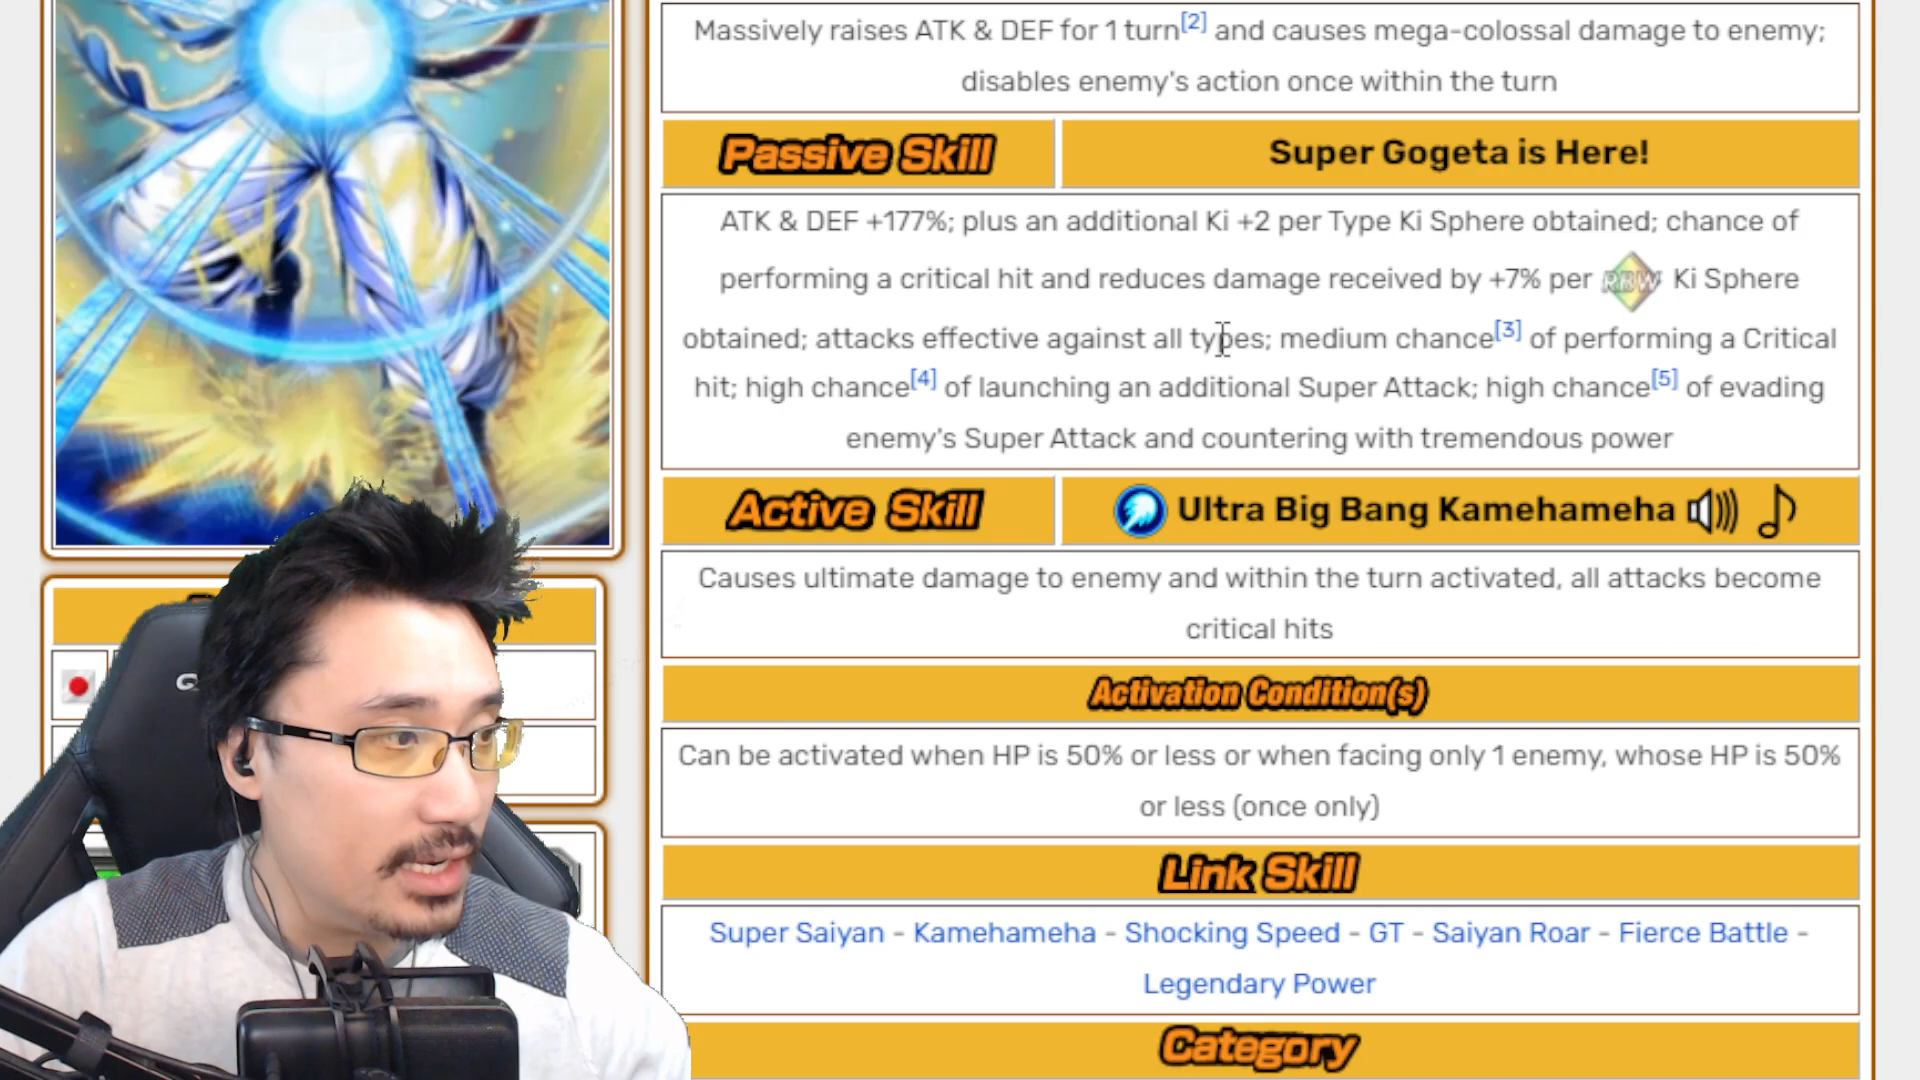 Massively raises ATK & DEF for 1 turn[2] and causes mega-colossal damage to enemy;
disables enemy's action once within the turn
Passive Skill
Super Gogeta is Here!
ATK & DEF +177%; plus an additional Ki +2 per Type Ki Sphere obtained; chance of
performing a critical hit and reduces damage received by +7% per RBW Ki Sphere
obtained; attacks effective against all types; medium chance[3] of performing a Critical
hit; high chance[4] of launching an additional Super Attack; high chance[5] of evading
enemy's Super Attack and countering with tremendous power
Active Skill
Ultra Big Bang Kamehameha
Causes ultimate damage to enemy and within the turn activated, all attacks become
critical hits
Activation Condition(s)
Can be activated when HP is 50% or less or when facing only 1 enemy, whose HP is 50%
or less (once only)
Link Skill
Super Saiyan - Kamehameha - Shocking Speed - GT - Saiyan Roar - Fierce Battle -
Legendary Power
Category